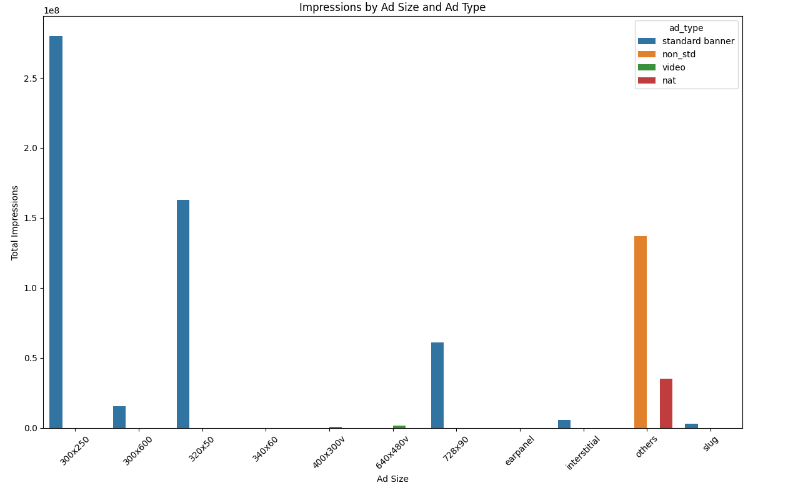 Impressions by Ad Size and Ad Type
1e8
ad_type
standard banner
non_std
video
nat
2.5
2.0
1.5
1.0
0.5
0.0
Total Impressions
300x250
300x600
320x50
340x60
400x300v
640x480v
728x90
earpanel
interstitial
others
slug
Ad Size